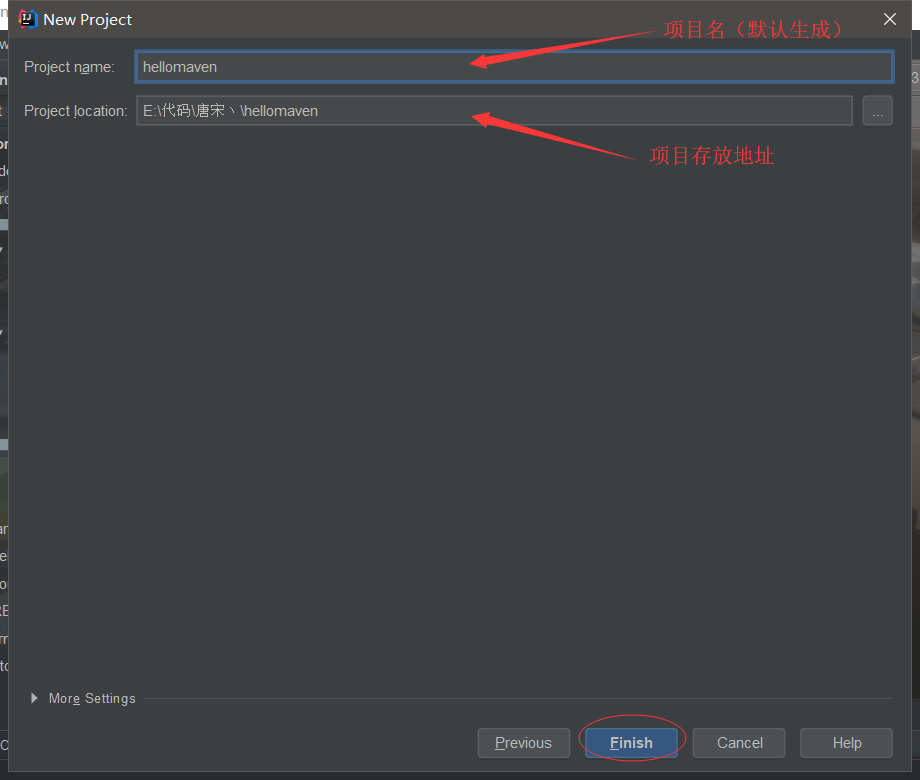 New Project
项目名（默认生成）
Project name: hellomaven
Project location: E:\代码\唐宋丶\hellomaven ...
项目存放地址
More Settings
Previous Finish Cancel Help